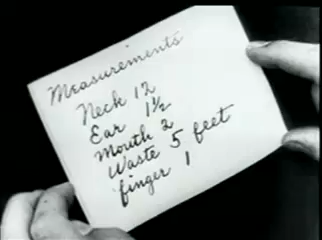 Measurements
Neck 12
Ear 1½
Mouth 2
Waste 5 feet
finger 1